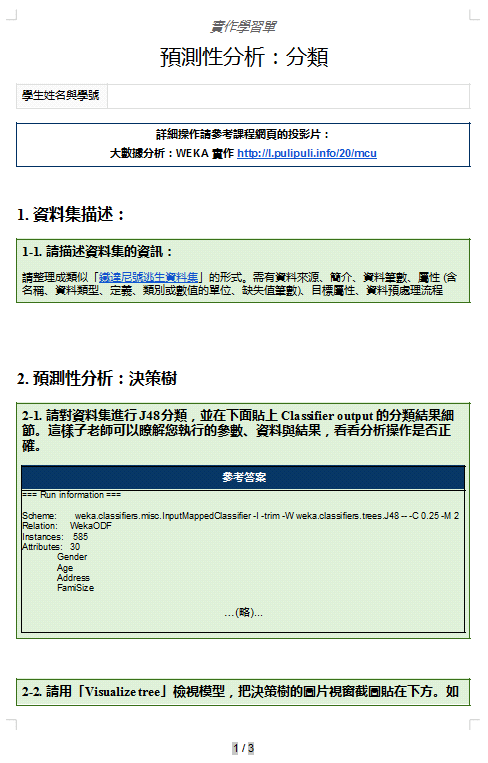 實作學習單
預測性分析：分類
學生姓名與學號
詳細操作請參考課程網頁的投影片：
大數據分析：WEKA 實作 http://l.pulipuli.info/20/mcu
1. 資料集描述：
1-1. 請描述資料集的資訊：
請整理成類似「鐵達尼號逃生資料集」的形式。需有資料來源、簡介、資料筆數、屬性 (含
名稱、資料類型、定義、類別或數值的單位、缺失值筆數)、目標屬性、資料預處理流程
2. 預測性分析：決策樹
2-1. 請對資料集進行 J48分類，並在下面貼上 Classifier output 的分類結果細
節。這樣子老師可以瞭解您執行的參數、資料與結果，看看分析操作是否正
確。
參考答案
=== Run information ===
Scheme: weka.classifiers.misc.InputMappedClassifier -I -trim -W weka.classifiers.trees.J48 -- -C 0.25 -M 2
Relation: WekaODF
Instances: 585
Attributes: 30
Gender
Age
Address
FamiSize
…(略)...
2-2. 請用「Visualize tree」檢視模型，把決策樹的圖片視窗截圖貼在下方。如
1 / 3